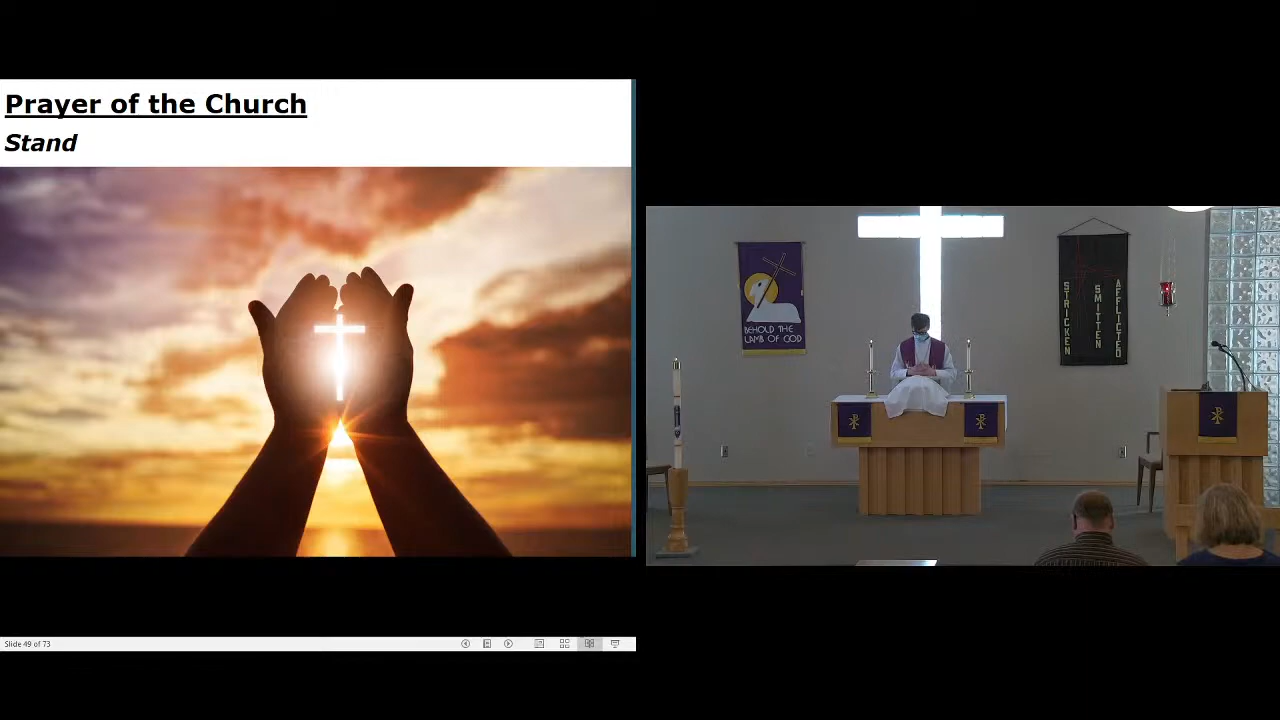 Prayer of the Church
Stand
BEHOLD THE
LAMB OF GOD
STRICKEN
SMITTEN
AFFLICTED
Slide 49 of 73